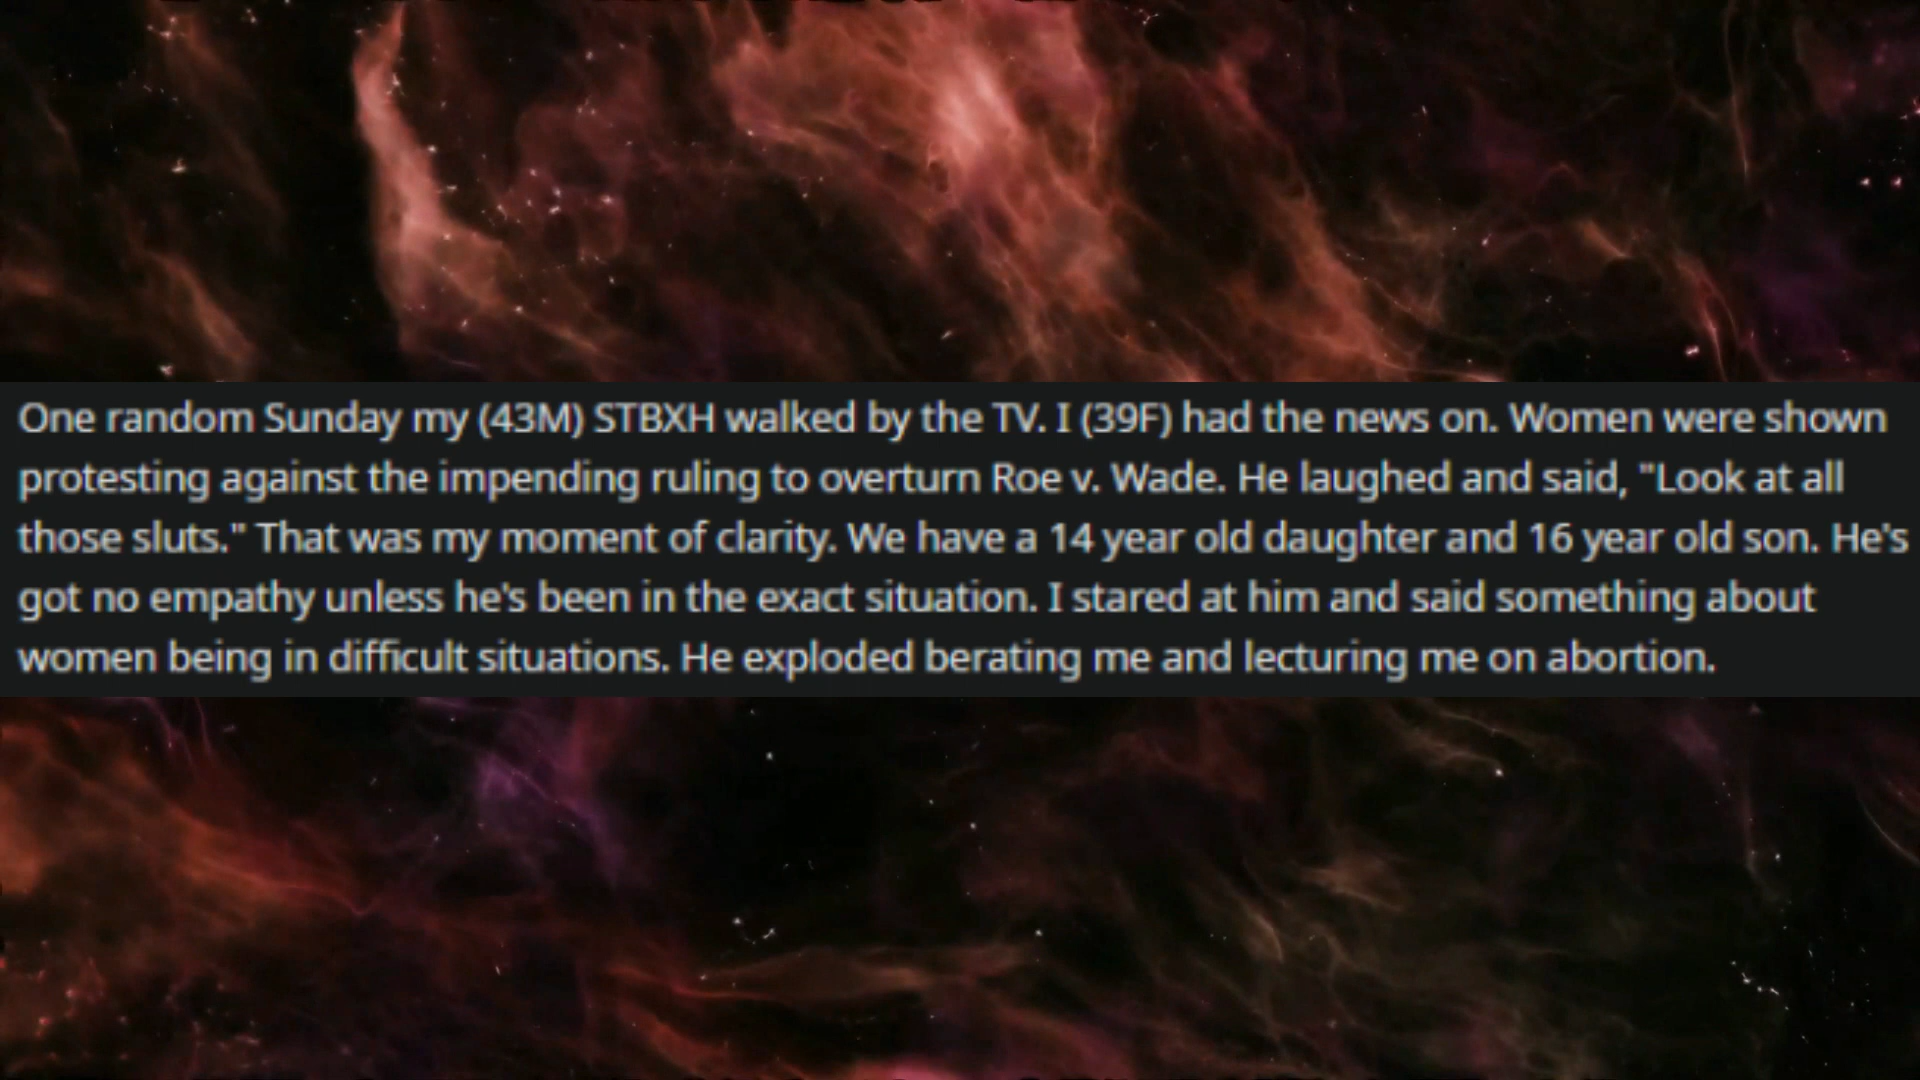 One random Sunday my (43M) STBXH walked by the TV. I (39F) had the news on. Women were shown
protesting against the impending ruling to overturn Roe v. Wade. He laughed and said, "Look at all
those sluts." That was my moment of clarity. We have a 14 year old daughter and 16 year old son. He's
got no empathy unless he's been in the exact situation. I stared at him and said something about
women being in difficult situations. He exploded berating me and lecturing me on abortion.